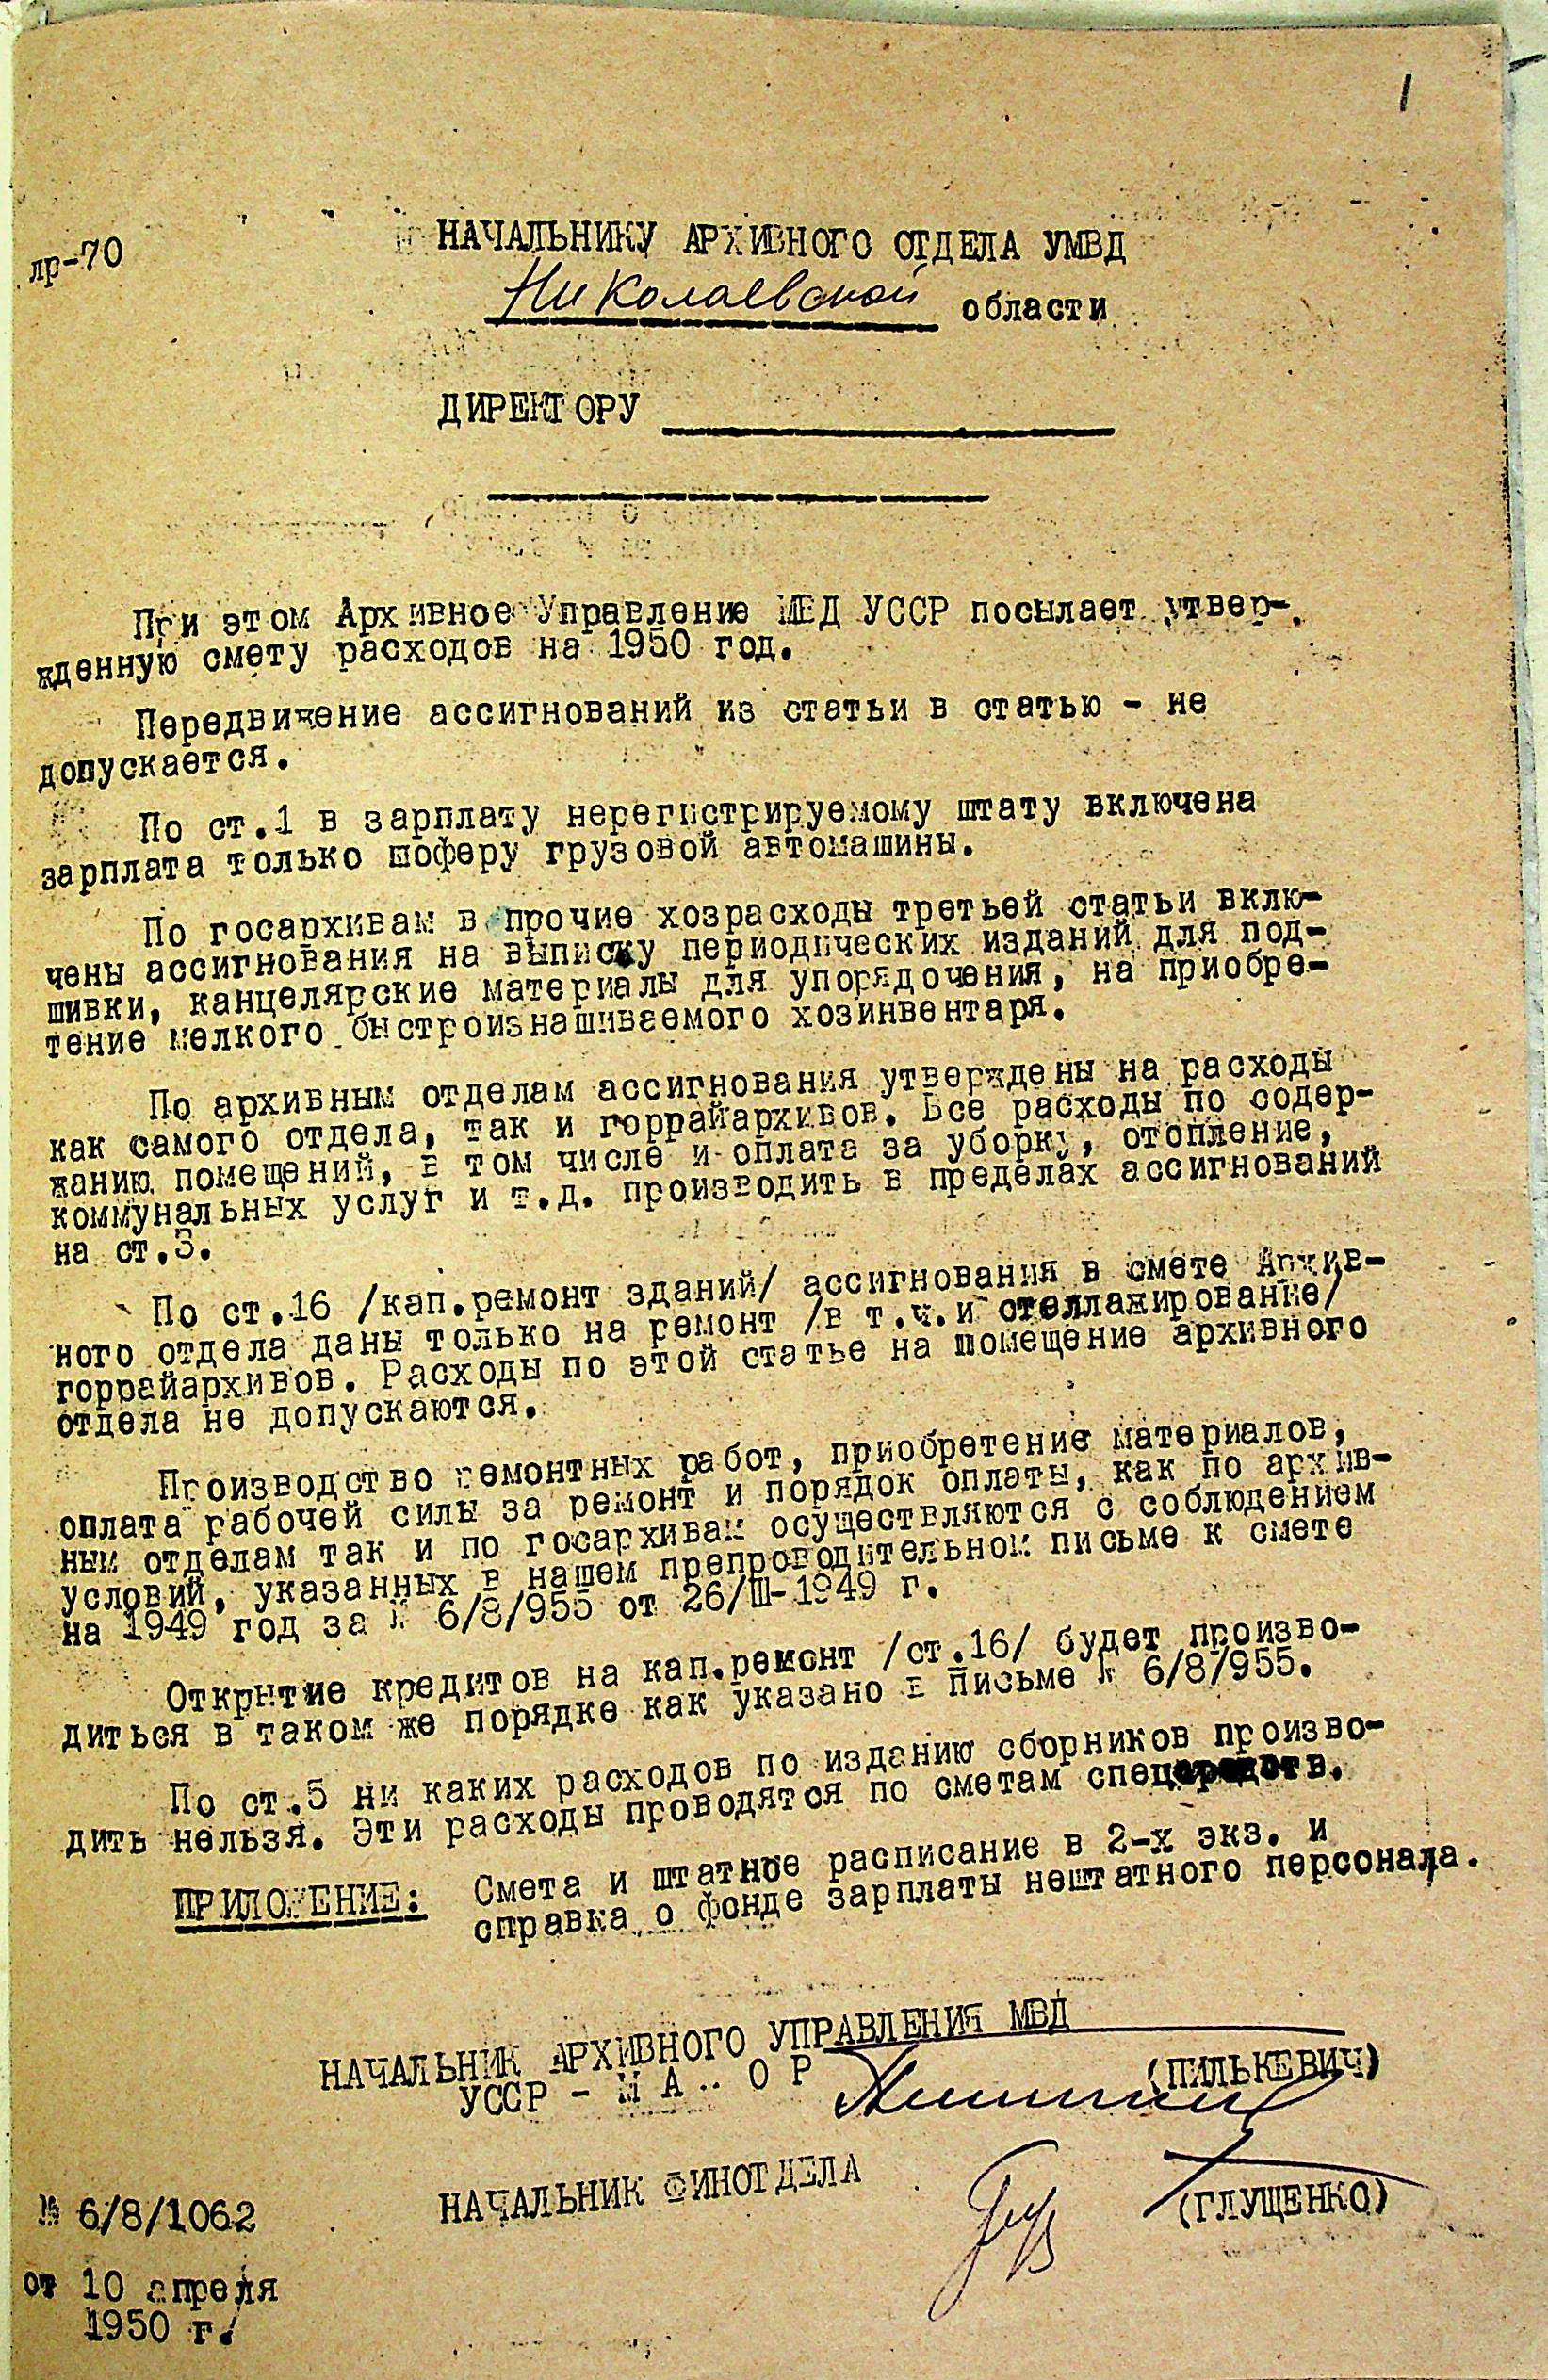 1
лр-70
НАЧАЛЬНИКУ АРХИВНОГО ОТДЕЛА УМВД
Николаевской области
ДИРЕКТОРУ
При этом Архивное Управление МВД УССР посылает утвер-
жденную смету расходов на 1950 год.
Передвижение ассигнований из статьи в статью - не
допускается.
По ст.1 в зарплату нерегистрируемому штату включена
зарплата только шоферу грузовой автомашины.
По госархивам в прочие хозрасходы третьей статьи вклю-
чены ассигнования на выписку периодических изданий для под-
шивки, канцелярские материалы для упорядочения, на приобре-
тение мелкого быстроизнашиваемого хозинвентаря.
По архивным отделам ассигнования утверждены на расходы
как самого отдела, так и горрайархивов. Все расходы по содер-
жанию помещений, в том числе и оплата за уборку, отопление,
коммунальных услуг и т.д. производить в пределах ассигнований
на ст.3.
По ст.16 /кап.ремонт зданий/ ассигнования в смете Архив-
ного отдела даны только на ремонт /в т.ч.и стеллажирование/
горрайархивов. Расходы по этой статье на помещение архивного
отдела не допускаются.
Производство ремонтных работ, приобретение материалов,
оплата рабочей силы за ремонт и порядок оплаты, как по архив-
ным отделам так и по госархивам осуществляются с соблюдением
условий, указанных в нашем препроводительном письме к смете
на 1949 год за № 6/8/955 от 26/III-1949 г.
Открытие кредитов на кап.ремонт /ст.16/ будет произво-
диться в таком же порядке как указано в письме № 6/8/955.
По ст.5 ни каких расходов по изданию сборников произво-
дить нельзя. Эти расходы проводятся по сметам спецсредств.
ПРИЛОЖЕНИЕ: Смета и штатное расписание в 2-х экз. и
справка о фонде зарплаты нештатного персонала.
НАЧАЛЬНИК АРХИВНОГО УПРАВЛЕНИЯ МВД
УССР - М А Й О Р (ПИЛЬКЕВИЧ)
НАЧАЛЬНИК ФИНОТДЕЛА (ГЛУЩЕНКО)
№ 6/8/1062
от 10 апреля
1950 г.